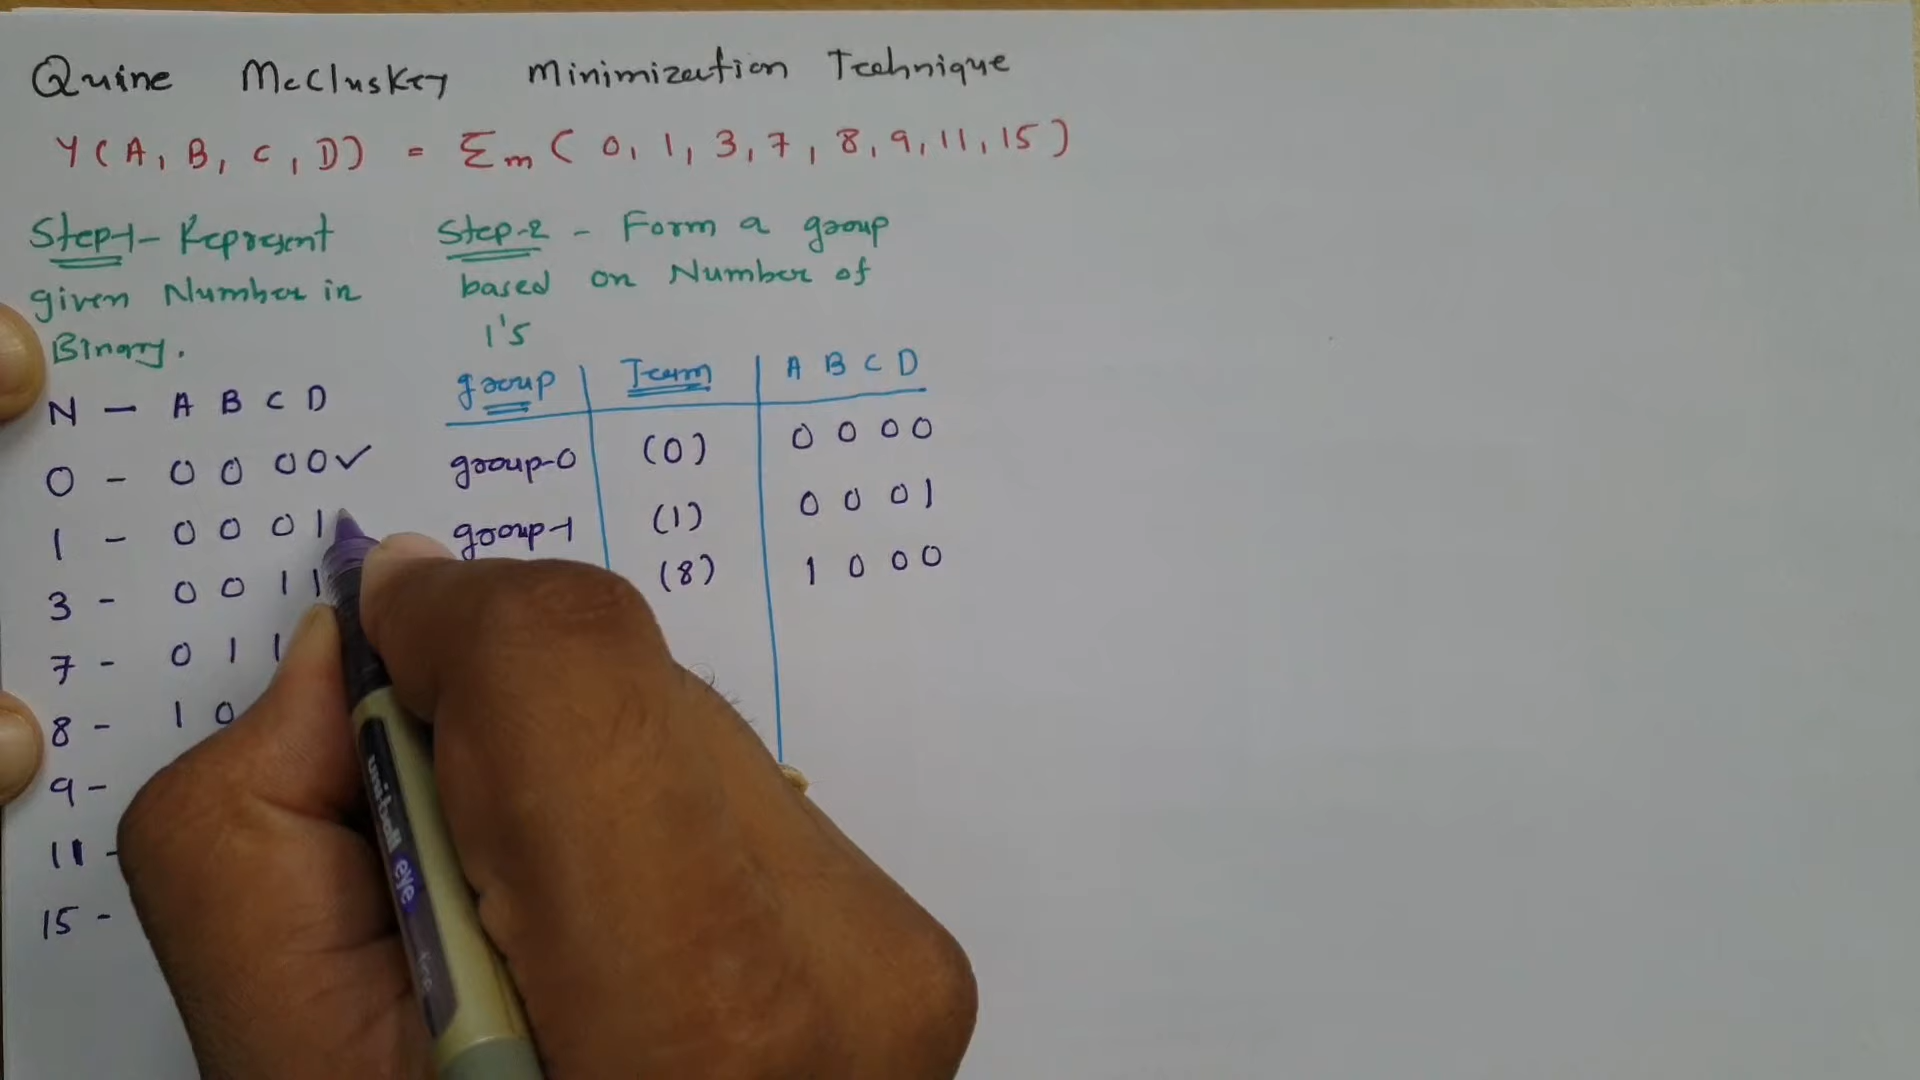 Quine McCluskey Minimization Technique
Y(A, B, C, D) = Σm( 0, 1, 3, 7, 8, 9, 11, 15)
Step-1 - Represent
given Number in
Binary.
N - A B C D
0 - 0 0 0 0 ✓
1 - 0 0 0 1
3 - 0 0 1 1
7 - 0 1 1
8 - 1 0
9 -
11 -
15 -
Step-2 - Form a group
based on Number of
1's
group Term A B C D
group-0 (0) 0 0 0 0
group-1 (1) 0 0 0 1
(8) 1 0 0 0
uni-ball eye